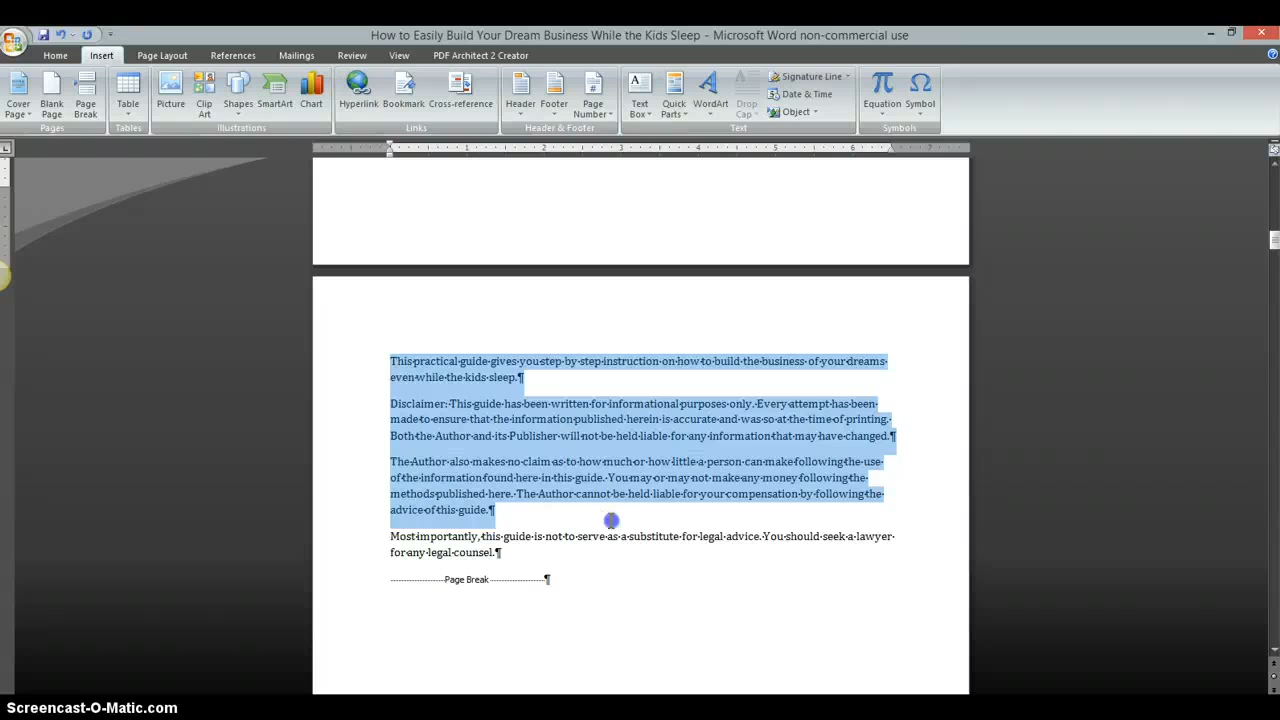 How to Easily Build Your Dream Business While the Kids Sleep - Microsoft Word non-commercial use
Home Insert Page Layout References Mailings Review View PDF Architect 2 Creator
Cover Page Blank Page Page Break Table Picture Clip Art Shapes SmartArt Chart Hyperlink Bookmark Cross-reference Header Footer Page Number Text Box Quick Parts WordArt Drop Cap Signature Line Date & Time Object Equation Symbol
Pages Tables Illustrations Links Header & Footer Text Symbols
1 2 3 4 5 6 7
This·practical·guide·gives·you·step·by·step·instruction·on·how·to·build·the·business·of·your·dreams·
even·while·the·kids·sleep.¶
Disclaimer:·This·guide·has·been·written·for·informational·purposes·only.·Every·attempt·has·been·
made·to·ensure·that·the·information·published·herein·is·accurate·and·was·so·at·the·time·of·printing.·
Both·the·Author·and·its·Publisher·will·not·be·held·liable·for·any·information·that·may·have·changed.¶
The·Author·also·makes·no·claim·as·to·how·much·or·how·little·a·person·can·make·following·the·use·
of·the·information·found·here·in·this·guide.·You·may·or·may·not·make·any·money·following·the·
methods·published·here.·The·Author·cannot·be·held·liable·for·your·compensation·by·following·the·
advice·of·this·guide.¶
Most·importantly,·this·guide·is·not·to·serve·as·a·substitute·for·legal·advice.·You·should·seek·a·lawyer·
for·any·legal·counsel.¶
Page Break ¶
Screencast-O-Matic.com